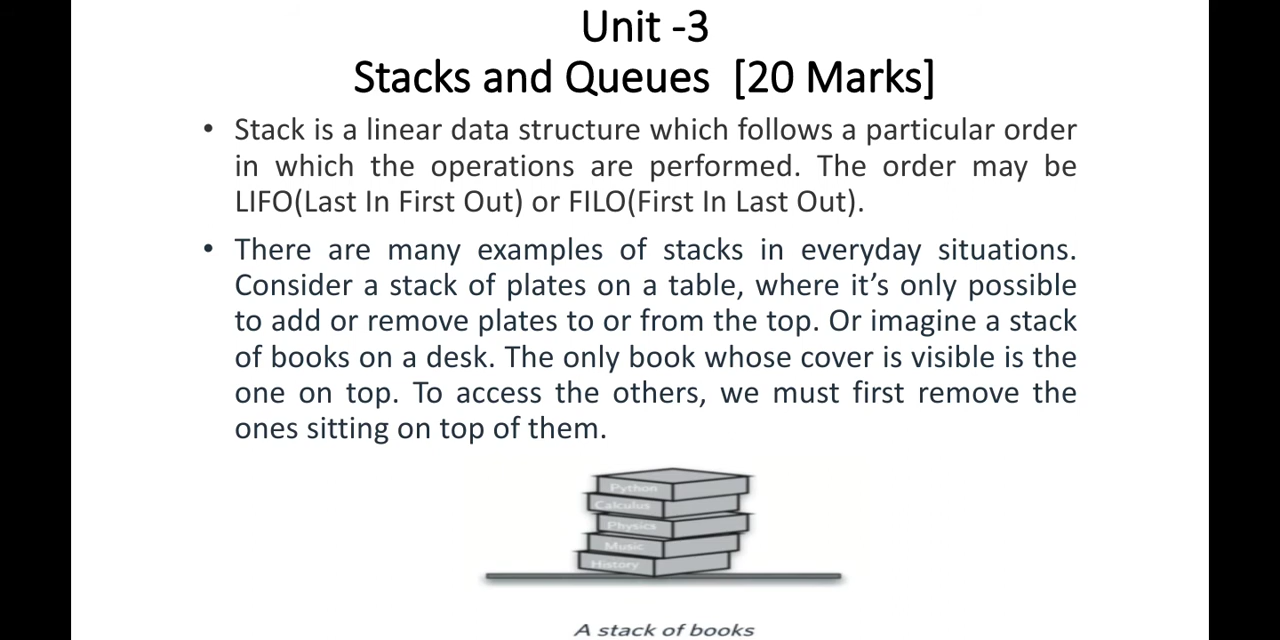 Unit -3
Stacks and Queues [20 Marks]
• Stack is a linear data structure which follows a particular order
in which the operations are performed. The order may be
LIFO(Last In First Out) or FILO(First In Last Out).
• There are many examples of stacks in everyday situations.
Consider a stack of plates on a table, where it’s only possible
to add or remove plates to or from the top. Or imagine a stack
of books on a desk. The only book whose cover is visible is the
one on top. To access the others, we must first remove the
ones sitting on top of them.
Python
Calculus
Physics
Music
History
A stack of books